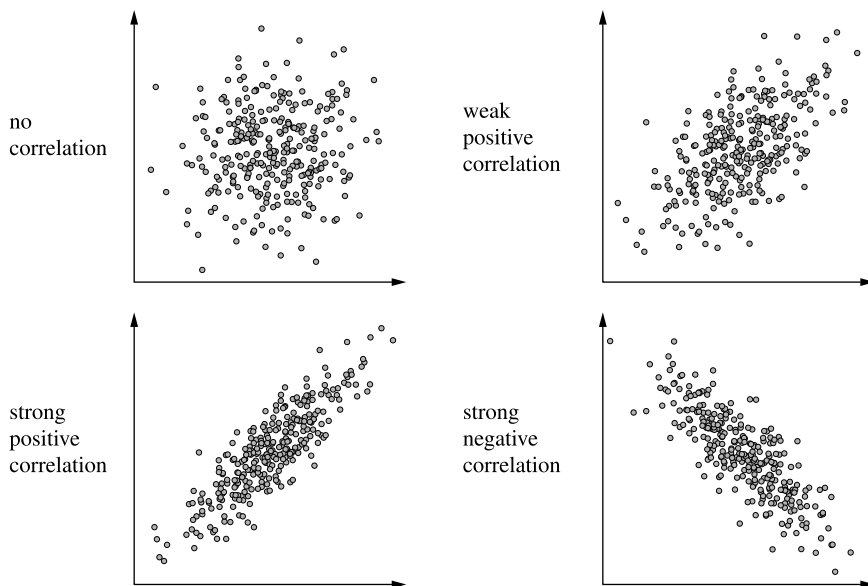 no
correlation
weak
positive
correlation
strong
positive
correlation
strong
negative
correlation